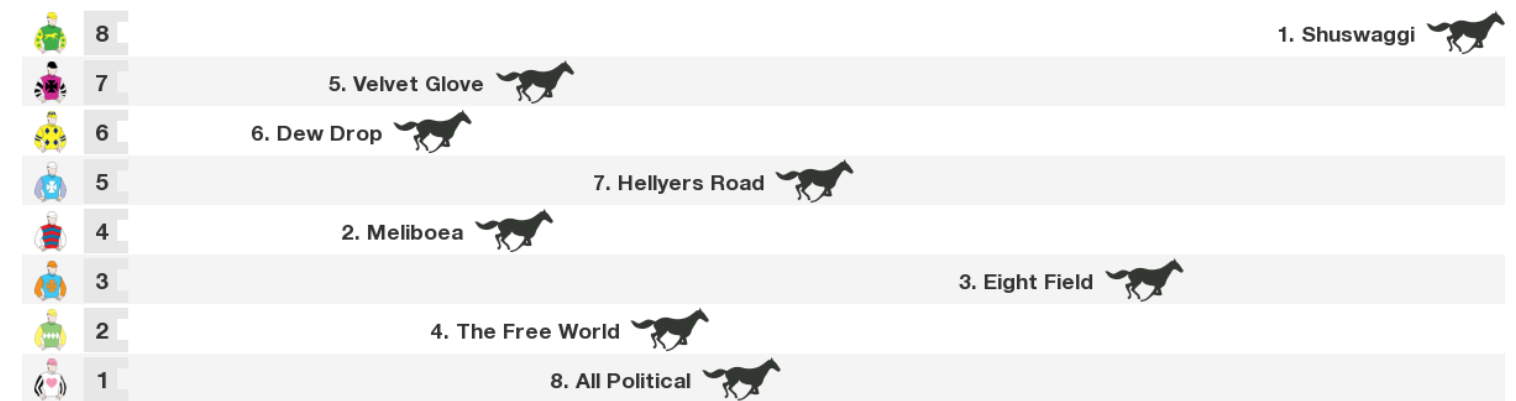 8 1. Shuswaggi
7 5. Velvet Glove
6 6. Dew Drop
5 7. Hellyers Road
4 2. Meliboea
3 3. Eight Field
2 4. The Free World
1 8. All Political